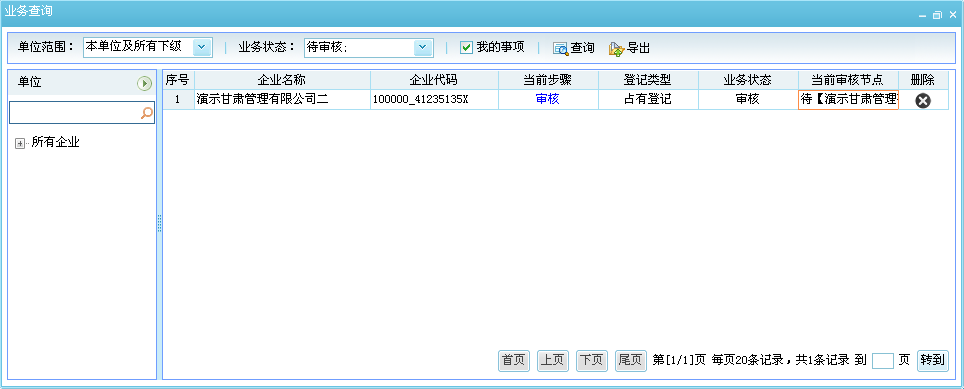 业务查询
单位范围： 本单位及所有下级 业务状态： 待审核; 我的事项 查询 导出
单位
所有企业
序号 企业名称 企业代码 当前步骤 登记类型 业务状态 当前审核节点 删除
1 演示甘肃管理有限公司二 100000_41235135X 审核 占有登记 审核 待【演示甘肃管理
首页 上页 下页 尾页 第[1/1]页 每页20条记录，共1条记录 到 页 转到